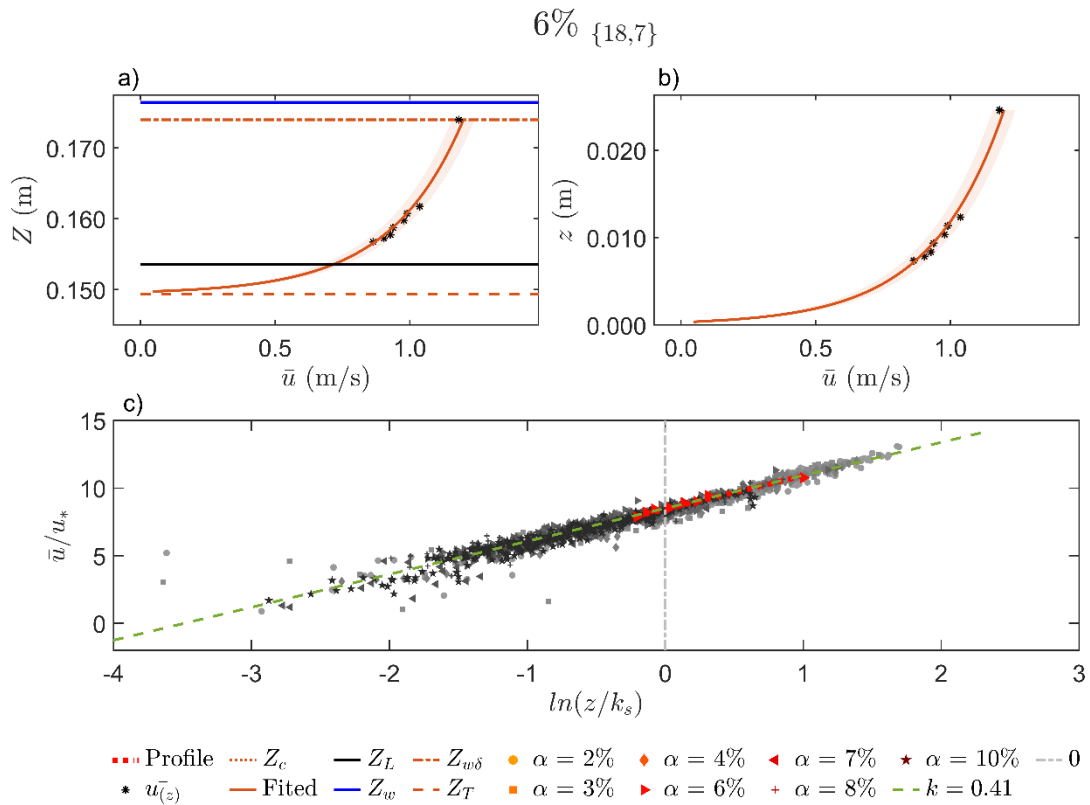 6% {18,7}
a)
b)
0.170
0.160
0.150
Z (m)
0.0
0.5
1.0
ū (m/s)
0.020
0.010
0.000
z (m)
0.0
0.5
1.0
ū (m/s)
c)
15
10
5
0
ū/u*
-4 -3 -2 -1 0 1 2 3
ln(z/ks)
Profile Zc ZL Zwδ α = 2% α = 4% α = 7% α = 10% 0
ū(z) Fited Zw ZT α = 3% α = 6% α = 8% k = 0.41